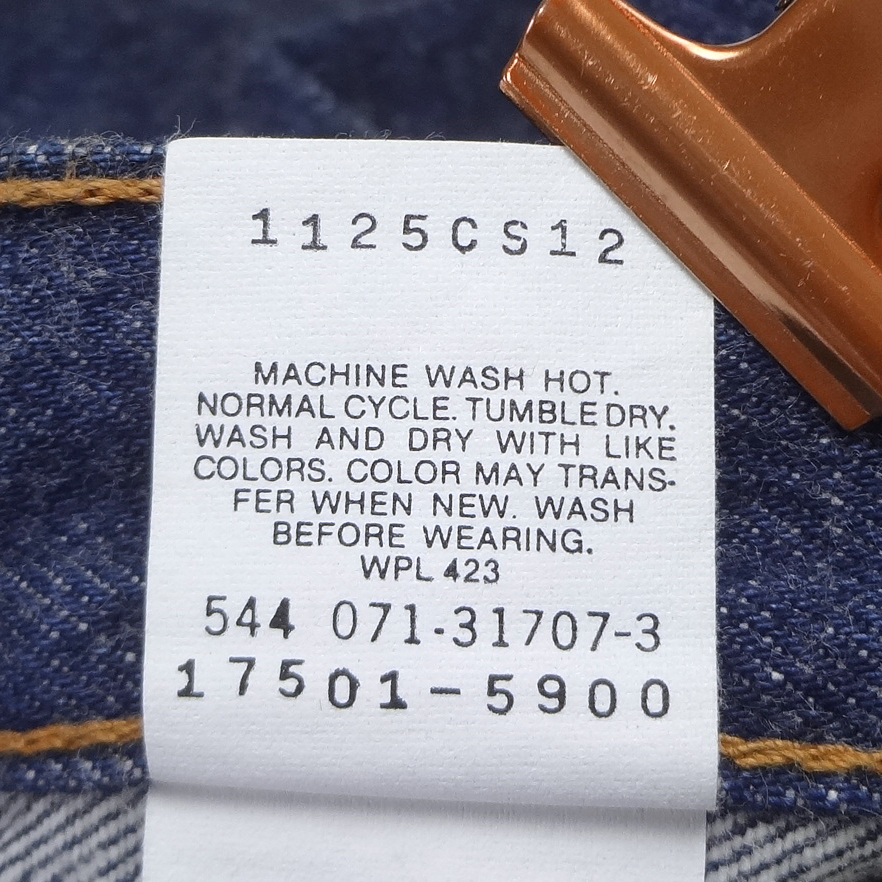 1125CS12
MACHINE WASH HOT.
NORMAL CYCLE. TUMBLE DRY.
WASH AND DRY WITH LIKE
COLORS. COLOR MAY TRANS-
FER WHEN NEW. WASH
BEFORE WEARING.
WPL 423
544 071-31707-3
17501-5900